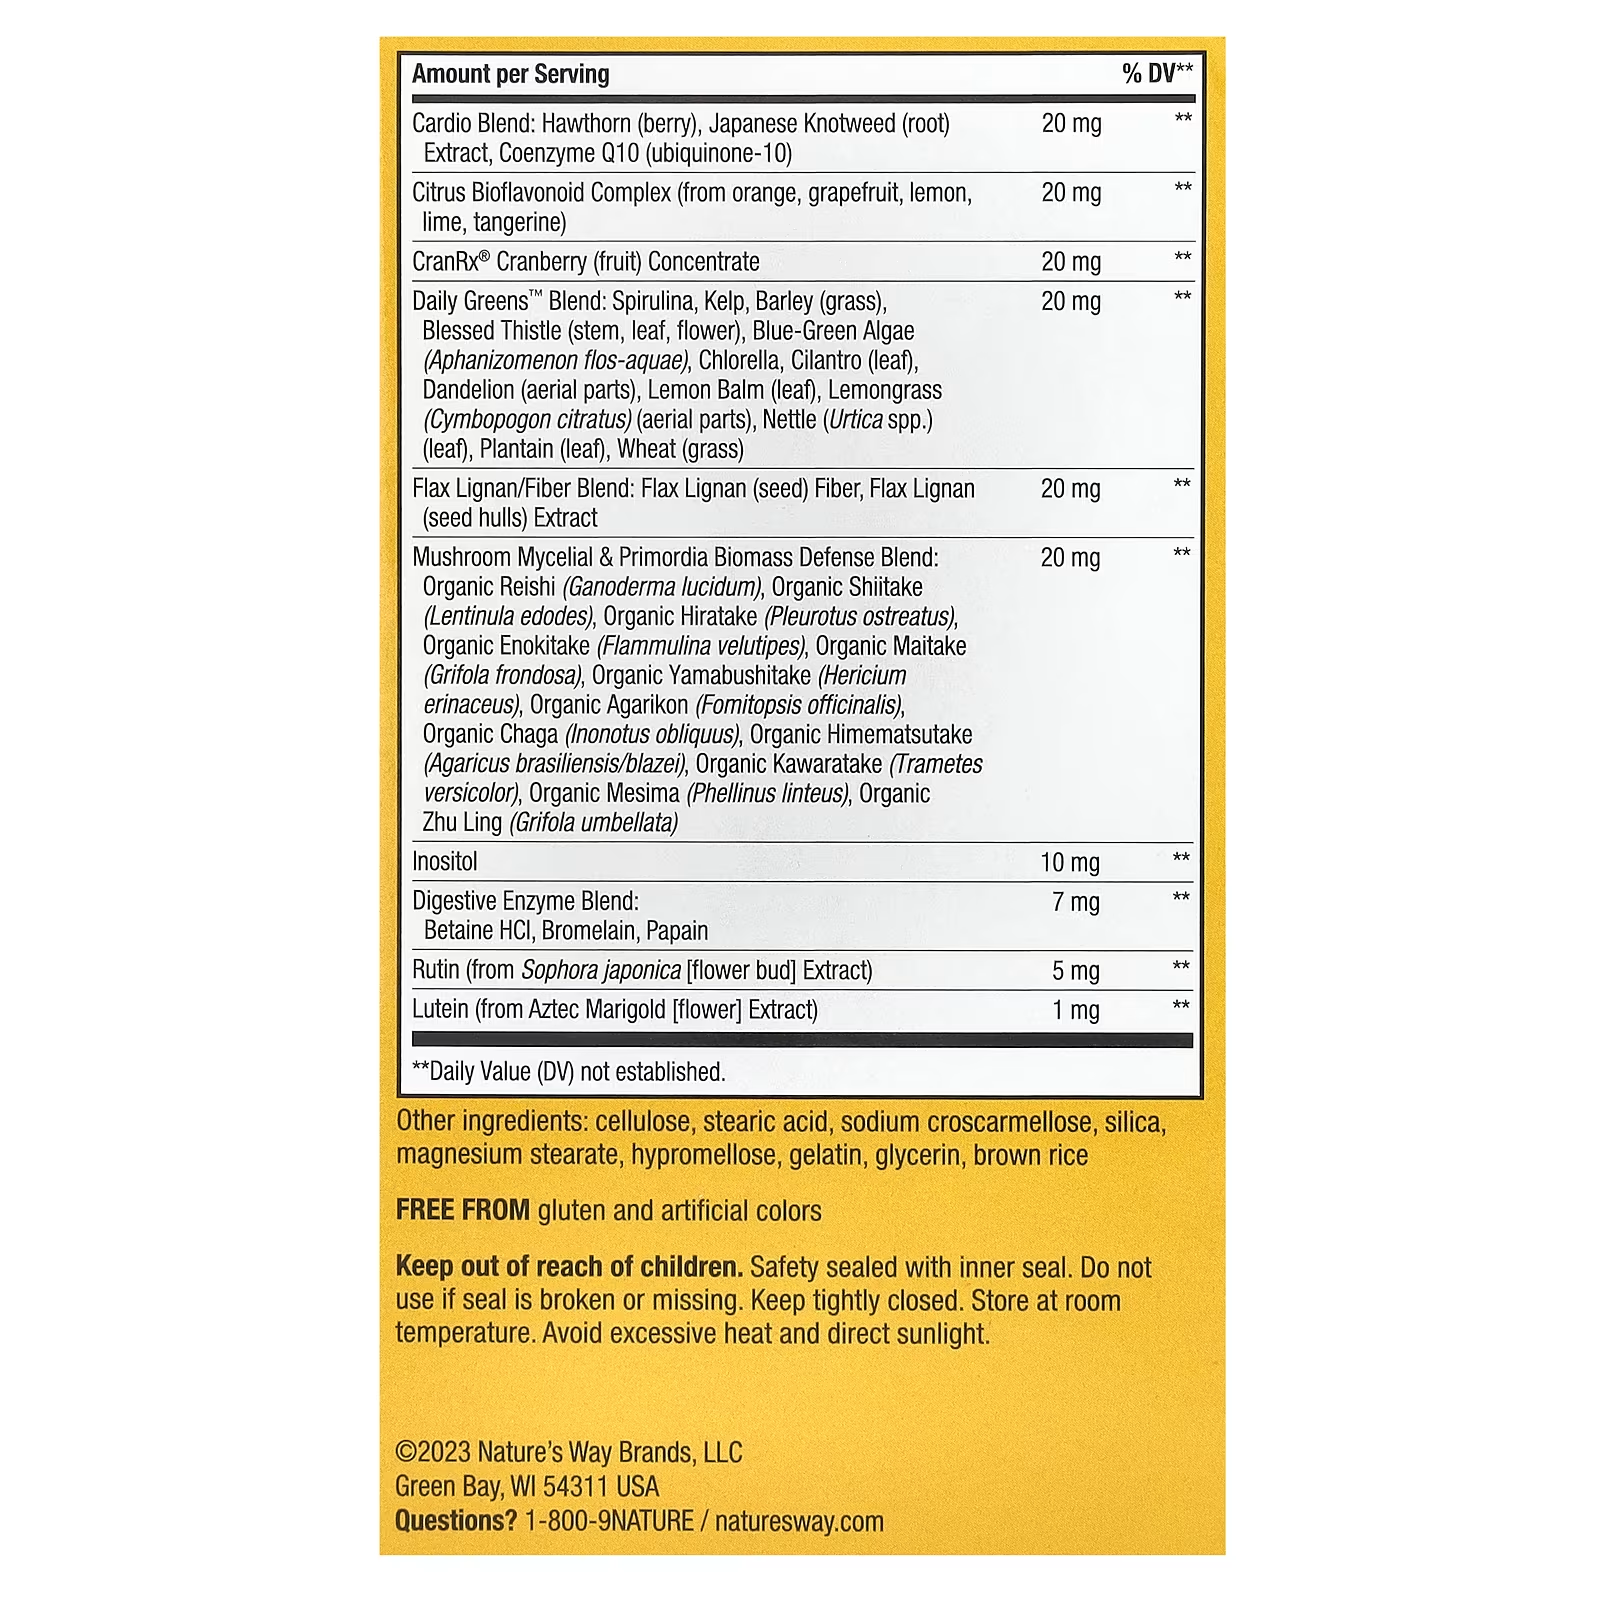 Amount per Serving % DV**
Cardio Blend: Hawthorn (berry), Japanese Knotweed (root) 20 mg **
Extract, Coenzyme Q10 (ubiquinone-10)
Citrus Bioflavonoid Complex (from orange, grapefruit, lemon, 20 mg **
lime, tangerine)
CranRx® Cranberry (fruit) Concentrate 20 mg **
Daily Greens™ Blend: Spirulina, Kelp, Barley (grass), 20 mg **
Blessed Thistle (stem, leaf, flower), Blue-Green Algae
(Aphanizomenon flos-aquae), Chlorella, Cilantro (leaf),
Dandelion (aerial parts), Lemon Balm (leaf), Lemongrass
(Cymbopogon citratus) (aerial parts), Nettle (Urtica spp.)
(leaf), Plantain (leaf), Wheat (grass)
Flax Lignan/Fiber Blend: Flax Lignan (seed) Fiber, Flax Lignan 20 mg **
(seed hulls) Extract
Mushroom Mycelial & Primordia Biomass Defense Blend: 20 mg **
Organic Reishi (Ganoderma lucidum), Organic Shiitake
(Lentinula edodes), Organic Hiratake (Pleurotus ostreatus),
Organic Enokitake (Flammulina velutipes), Organic Maitake
(Grifola frondosa), Organic Yamabushitake (Hericium
erinaceus), Organic Agarikon (Fomitopsis officinalis),
Organic Chaga (Inonotus obliquus), Organic Himematsutake
(Agaricus brasiliensis/blazei), Organic Kawaratake (Trametes
versicolor), Organic Mesima (Phellinus linteus), Organic
Zhu Ling (Grifola umbellata)
Inositol 10 mg **
Digestive Enzyme Blend: 7 mg **
Betaine HCl, Bromelain, Papain
Rutin (from Sophora japonica [flower bud] Extract) 5 mg **
Lutein (from Aztec Marigold [flower] Extract) 1 mg **
**Daily Value (DV) not established.
Other ingredients: cellulose, stearic acid, sodium croscarmellose, silica,
magnesium stearate, hypromellose, gelatin, glycerin, brown rice
FREE FROM gluten and artificial colors
Keep out of reach of children. Safety sealed with inner seal. Do not
use if seal is broken or missing. Keep tightly closed. Store at room
temperature. Avoid excessive heat and direct sunlight.
©2023 Nature's Way Brands, LLC
Green Bay, WI 54311 USA
Questions? 1-800-9NATURE / naturesway.com